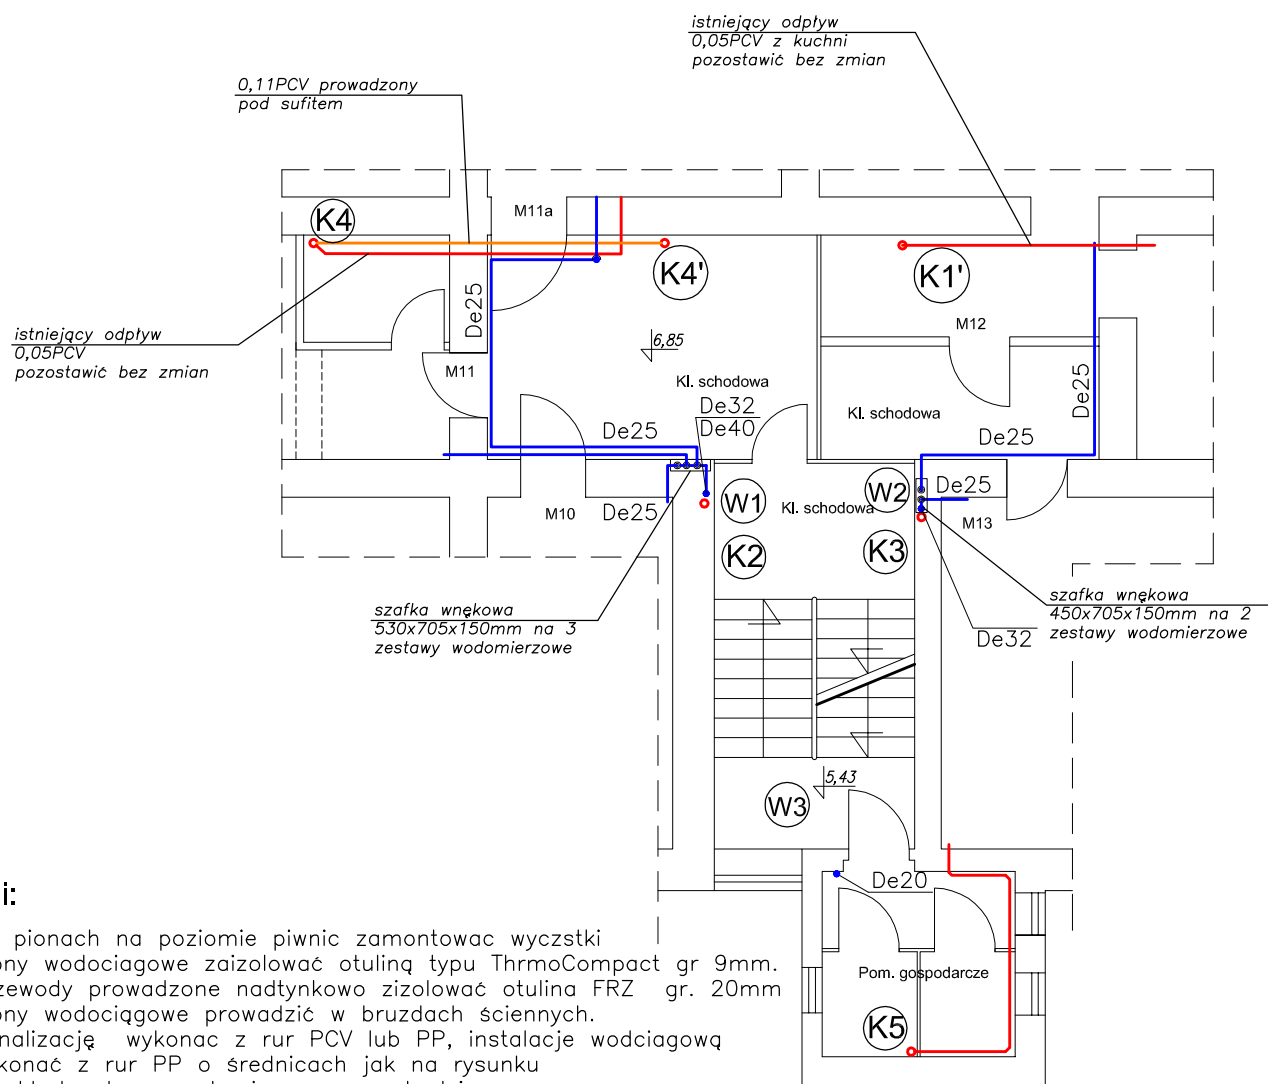 istniejący odpływ
0,05PCV z kuchni
pozostawić bez zmian
0,11PCV prowadzony
pod sufitem
K4
M11a
K4'
K1'
De25
M12
istniejący odpływ
0,05PCV
pozostawić bez zmian
6,85
M11
Kl. schodowa
De25
De32
De40
Kl. schodowa
De25
De25
W1
W2
De25
M10
De25
Kl. schodowa
M13
K2
K3
szafka wnękowa
530x705x150mm na 3
zestawy wodomierzowe
szafka wnękowa
450x705x150mm na 2
zestawy wodomierzowe
De32
5,43
W3
De20
i:
pionach na poziomie piwnic zamontowac wyczstki
ony wodociagowe zaizolować otuliną typu ThrmoCompact gr 9mm.
zewody prowadzone nadtynkowo zizolować otulina FRZ gr. 20mm
ony wodociągowe prowadzić w bruzdach ściennych.
nalizację wykonac z rur PCV lub PP, instalacje wodciagową
konać z rur PP o średnicach jak na rysunku
Pom. gospodarcze
K5